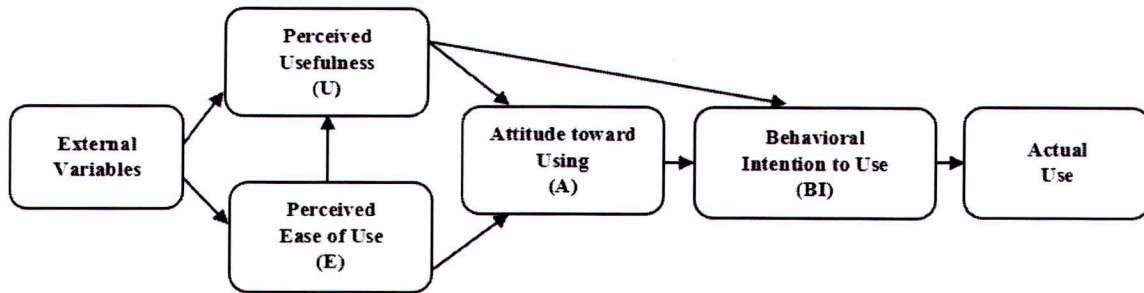 External
Variables
Perceived
Usefulness
(U)
Perceived
Ease of Use
(E)
Attitude toward
Using
(A)
Behavioral
Intention to Use
(BI)
Actual
Use